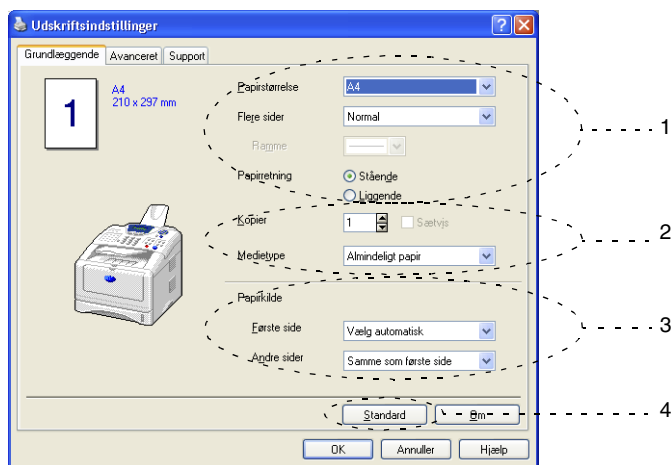 Udskriftsindstillinger
Grundlæggende Avanceret Support
1
A4
210 x 297 mm
Papirstørrelse A4
Flere sider Normal
Ramme
Papirretning Stående
Liggende
1
Kopier 1 Sætvis
2
Medietype Almindeligt papir
Papirkilde
Første side Vælg automatisk
3
Andre sider Samme som første side
Standard Om
4
OK Annuller Hjælp